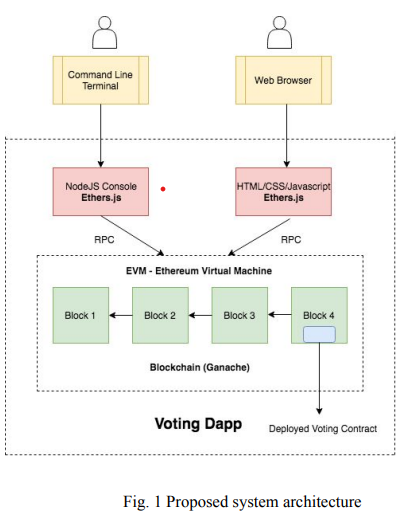 Command Line
Terminal
Web Browser
NodeJS Console
Ethers.js
HTML/CSS/Javascript
Ethers.js
RPC
RPC
EVM - Ethereum Virtual Machine
Block 1
Block 2
Block 3
Block 4
Blockchain (Ganache)
Voting Dapp
Deployed Voting Contract
Fig. 1 Proposed system architecture